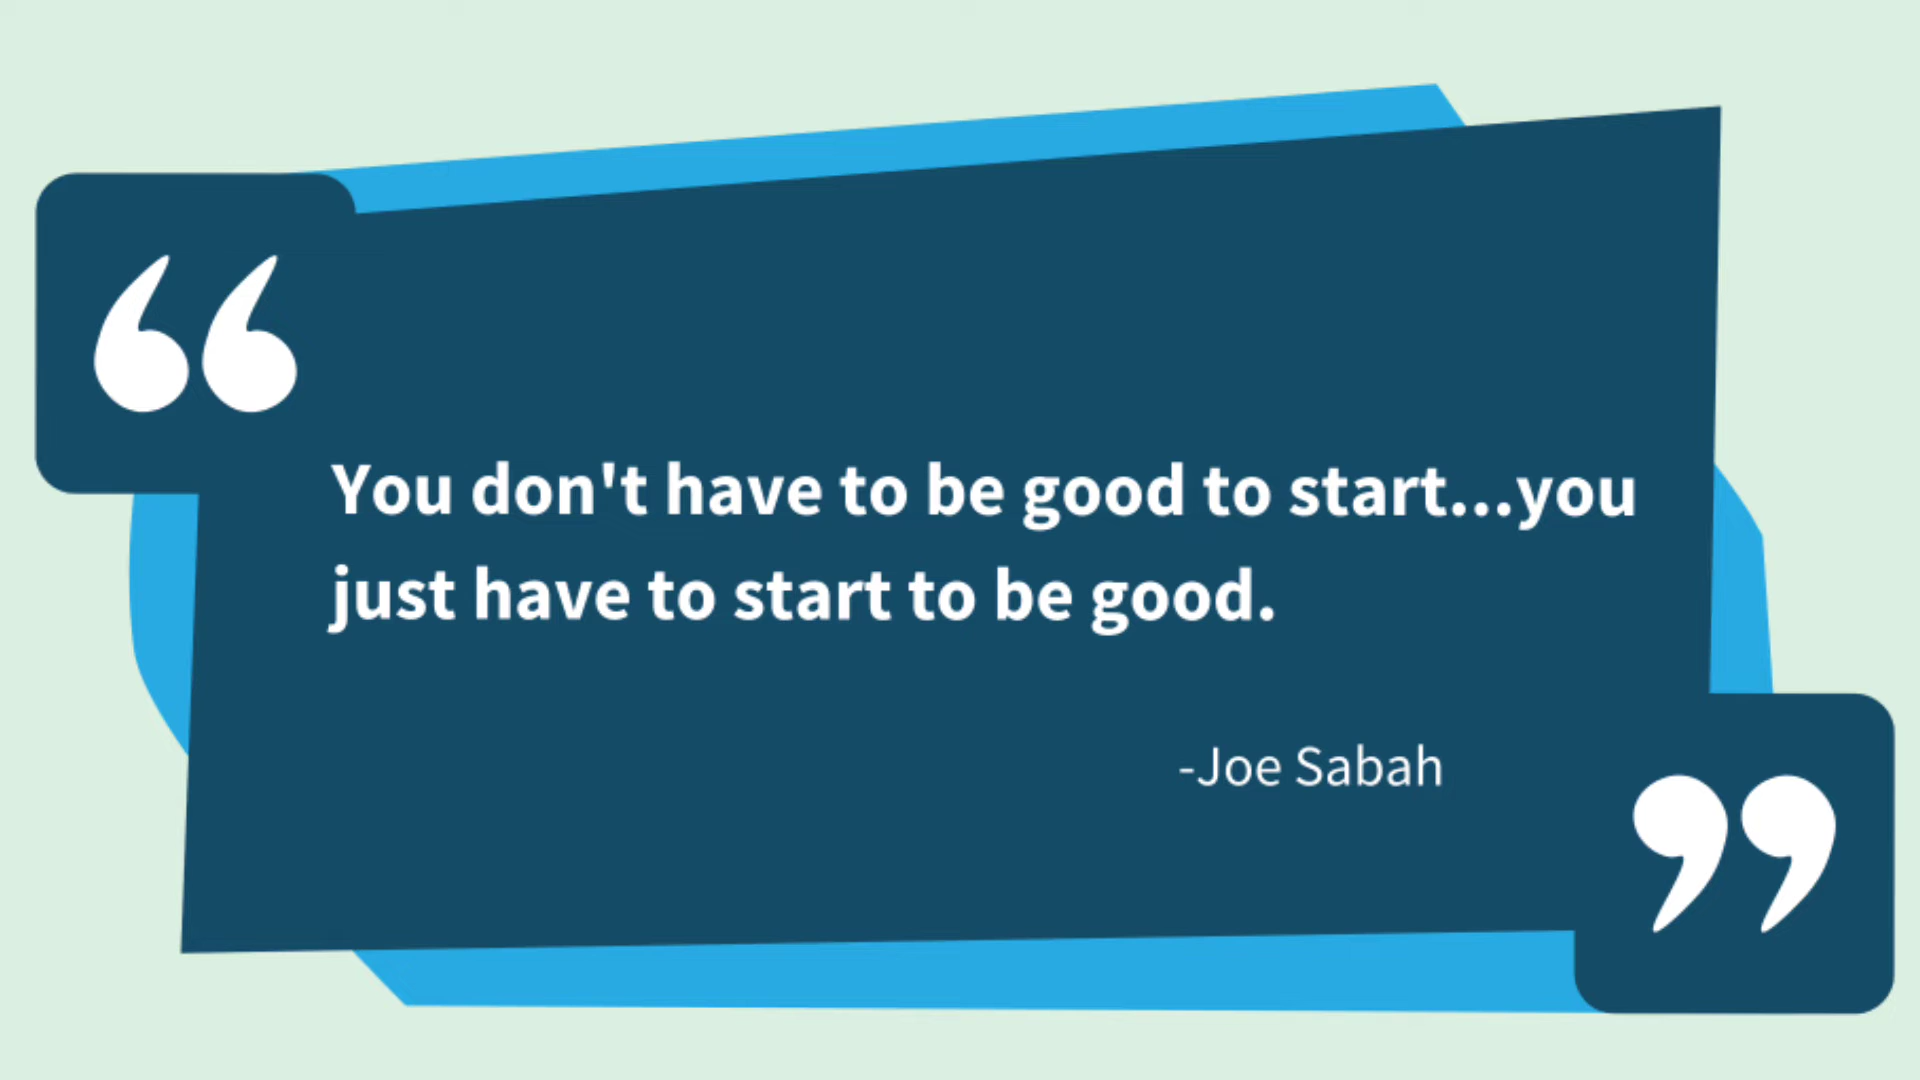 “
You don't have to be good to start...you
just have to start to be good.
-Joe Sabah
”